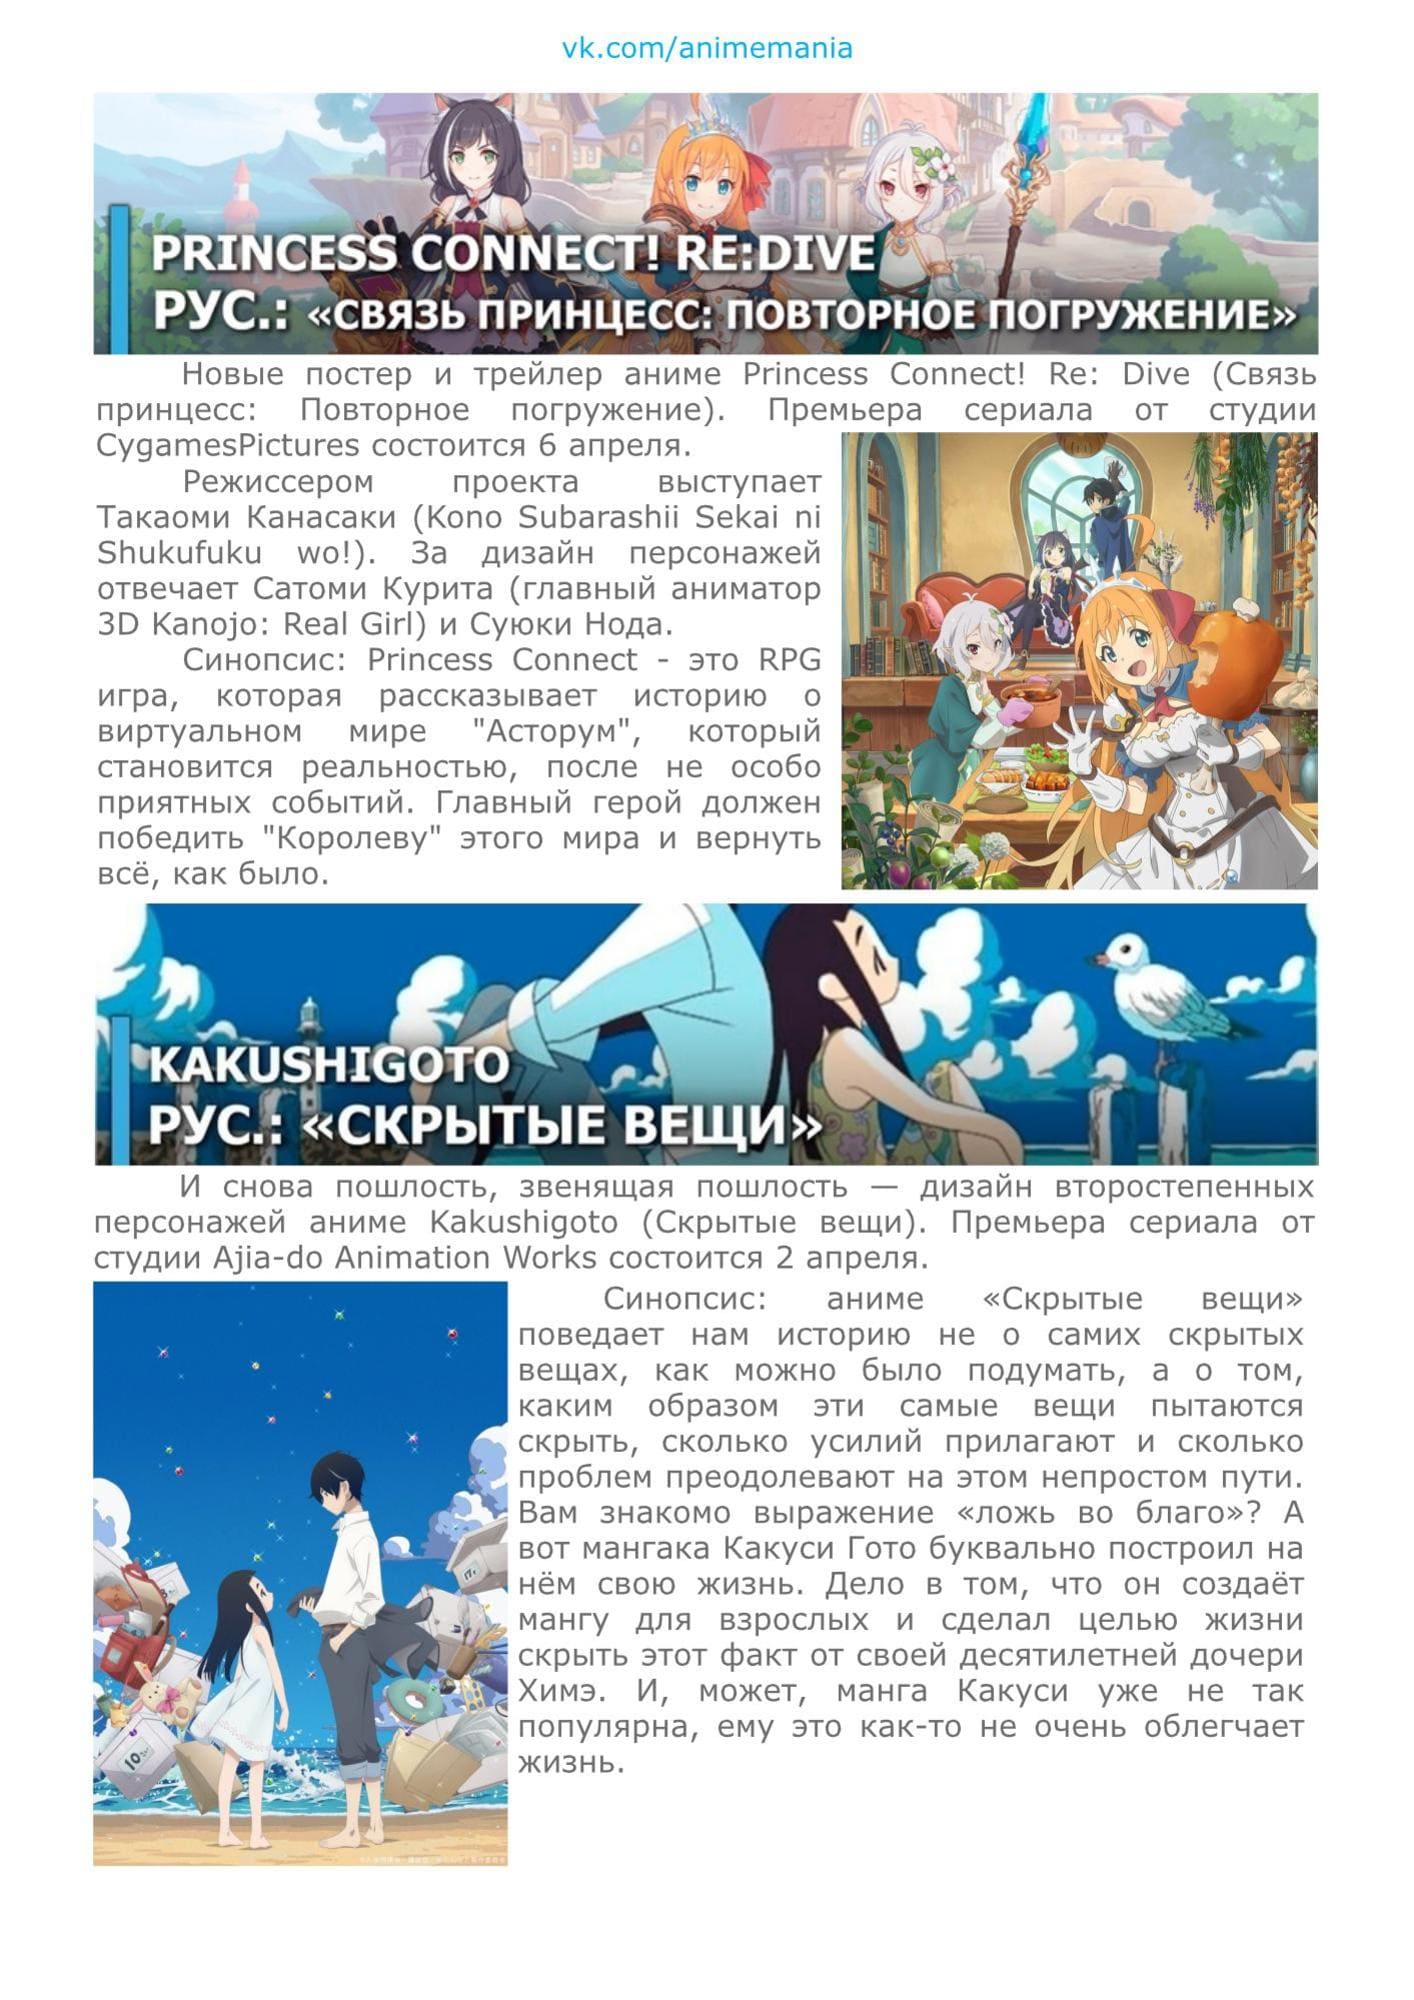 vk.com/animemania
PRINCESS CONNECT! RE:DIVE
РУС.: «СВЯЗЬ ПРИНЦЕСС: ПОВТОРНОЕ ПОГРУЖЕНИЕ»
Новые постер и трейлер аниме Princess Connect! Re: Dive (Связь
принцесс: Повторное погружение). Премьера сериала от студии
CygamesPictures состоится 6 апреля.
Режиссером проекта выступает
Такаоми Канасаки (Kono Subarashii Sekai ni
Shukufuku wo!). За дизайн персонажей
отвечает Сатоми Курита (главный аниматор
3D Kanojo: Real Girl) и Суюки Нода.
Синопсис: Princess Connect - это RPG
игра, которая рассказывает историю о
виртуальном мире "Асторум", который
становится реальностью, после не особо
приятных событий. Главный герой должен
победить "Королеву" этого мира и вернуть
всё, как было.
KAKUSHIGOTO
РУС.: «СКРЫТЫЕ ВЕЩИ»
И снова пошлость, звенящая пошлость — дизайн второстепенных
персонажей аниме Kakushigoto (Скрытые вещи). Премьера сериала от
студии Ajia-do Animation Works состоится 2 апреля.
Синопсис: аниме «Скрытые вещи»
поведает нам историю не о самих скрытых
вещах, как можно было подумать, а о том,
каким образом эти самые вещи пытаются
скрыть, сколько усилий прилагают и сколько
проблем преодолевают на этом непростом пути.
Вам знакомо выражение «ложь во благо»? А
вот мангака Какуси Гото буквально построил на
нём свою жизнь. Дело в том, что он создаёт
мангу для взрослых и сделал целью жизни
скрыть этот факт от своей десятилетней дочери
Химэ. И, может, манга Какуси уже не так
популярна, ему это как-то не очень облегчает
жизнь.
10